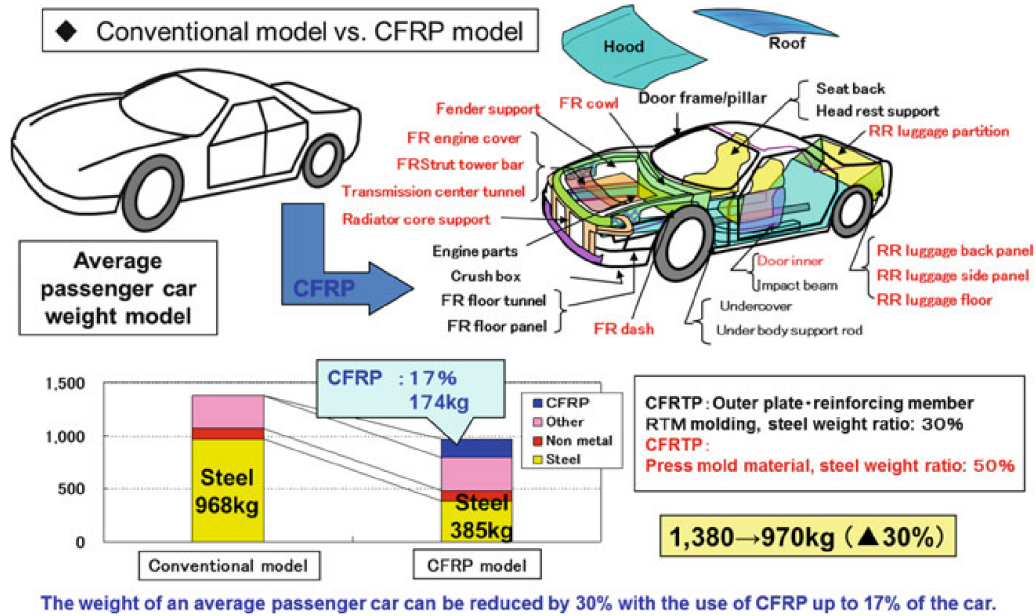 ◆ Conventional model vs. CFRP model
Hood
Roof
Door frame/pillar
Seat back
Head rest support
Fender support
FR cowl
RR luggage partition
FR engine cover
FRStrut tower bar
Transmission center tunnel
Radiator core support
Engine parts
Crush box
FR floor tunnel
FR floor panel
FR dash
Door inner
Impact beam
Undercover
Under body support rod
RR luggage back panel
RR luggage side panel
RR luggage floor
Average
passenger car
weight model
CFRP
CFRP : 17%
174kg
1,500
1,000
500
0
CFRP
Other
Non metal
Steel
Steel
968kg
Steel
385kg
Conventional model
CFRP model
CFRTP : Outer plate・reinforcing member
RTM molding, steel weight ratio: 30%
CFRTP :
Press mold material, steel weight ratio: 50%
1,380→970kg (▲30%)
The weight of an average passenger car can be reduced by 30% with the use of CFRP up to 17% of the car.